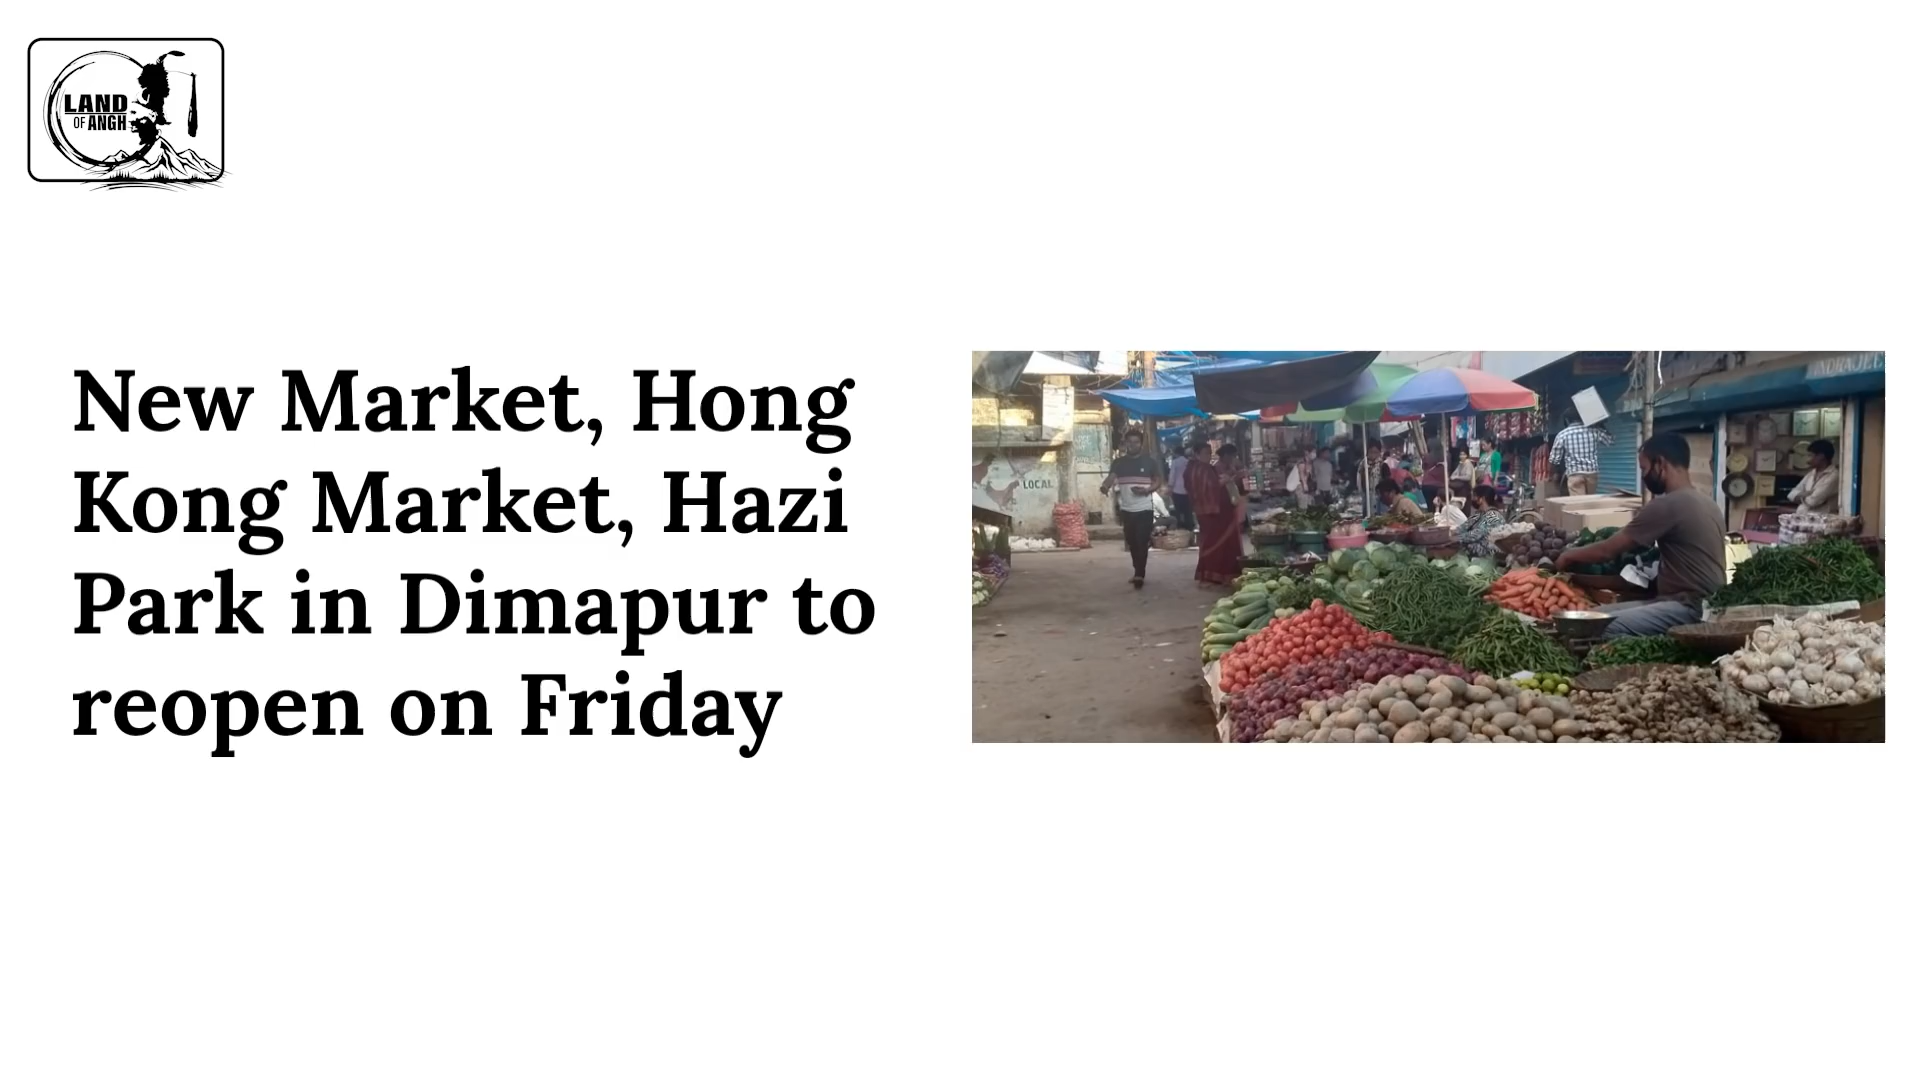 LAND
OF ANGH
New Market, Hong
Kong Market, Hazi
Park in Dimapur to
reopen on Friday
LOCAL